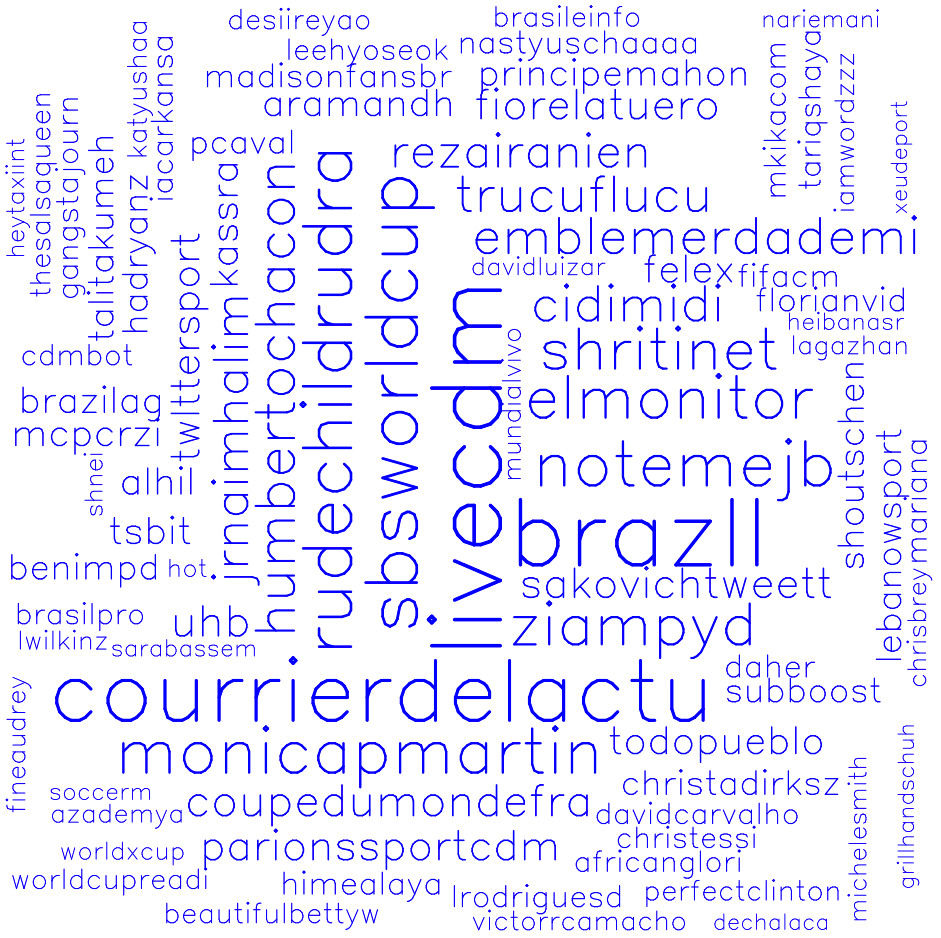 desiireyao
brasileinfo
nariemani
leehyoseok
nastyuschaaaa
madisonfansbr
principemahon
aramandh
fiorelatuero
mkikacom
tariqshaya
iamwordzzz
xeudeport
heytaxiint
thesalsaqueen
gangstajourn
talitakumeh
katyushaa
hadryanz
iacarkansa
pcaval
rezairanien
trucuflucu
emblemerdademi
davidluizar
felex
fifacm
cidimidi
florianvid
heibanasr
shritinet
lagazhan
twlttersport
kassra
jrnaimhalim
humbertochacon
rudechildrudra
sbsworldcup
livecdm
mundialvivo
cdmbot
brazilag
mcpcrzi
elmonitor
shnei
alhil
notemejb
shoutschen
lebanowsport
chrisbreymariana
tsbit
brazll
benimpd
hot
sakovichtweett
brasilpro
uhb
ziampyd
lwilkinz
sarabassem
daher
courrierdelactu
subboost
fineaudrey
monicapmartin
todopueblo
soccerm
christadirksz
azademya
coupedumondefra
davidcarvalho
christessi
michelesmith
grillhandschuh
worldxcup
parionssportcdm
africanglori
worldcupreadi
himealaya
lrodriguesd
perfectclinton
beautifulbettyw
victorrcamacho
dechalaca